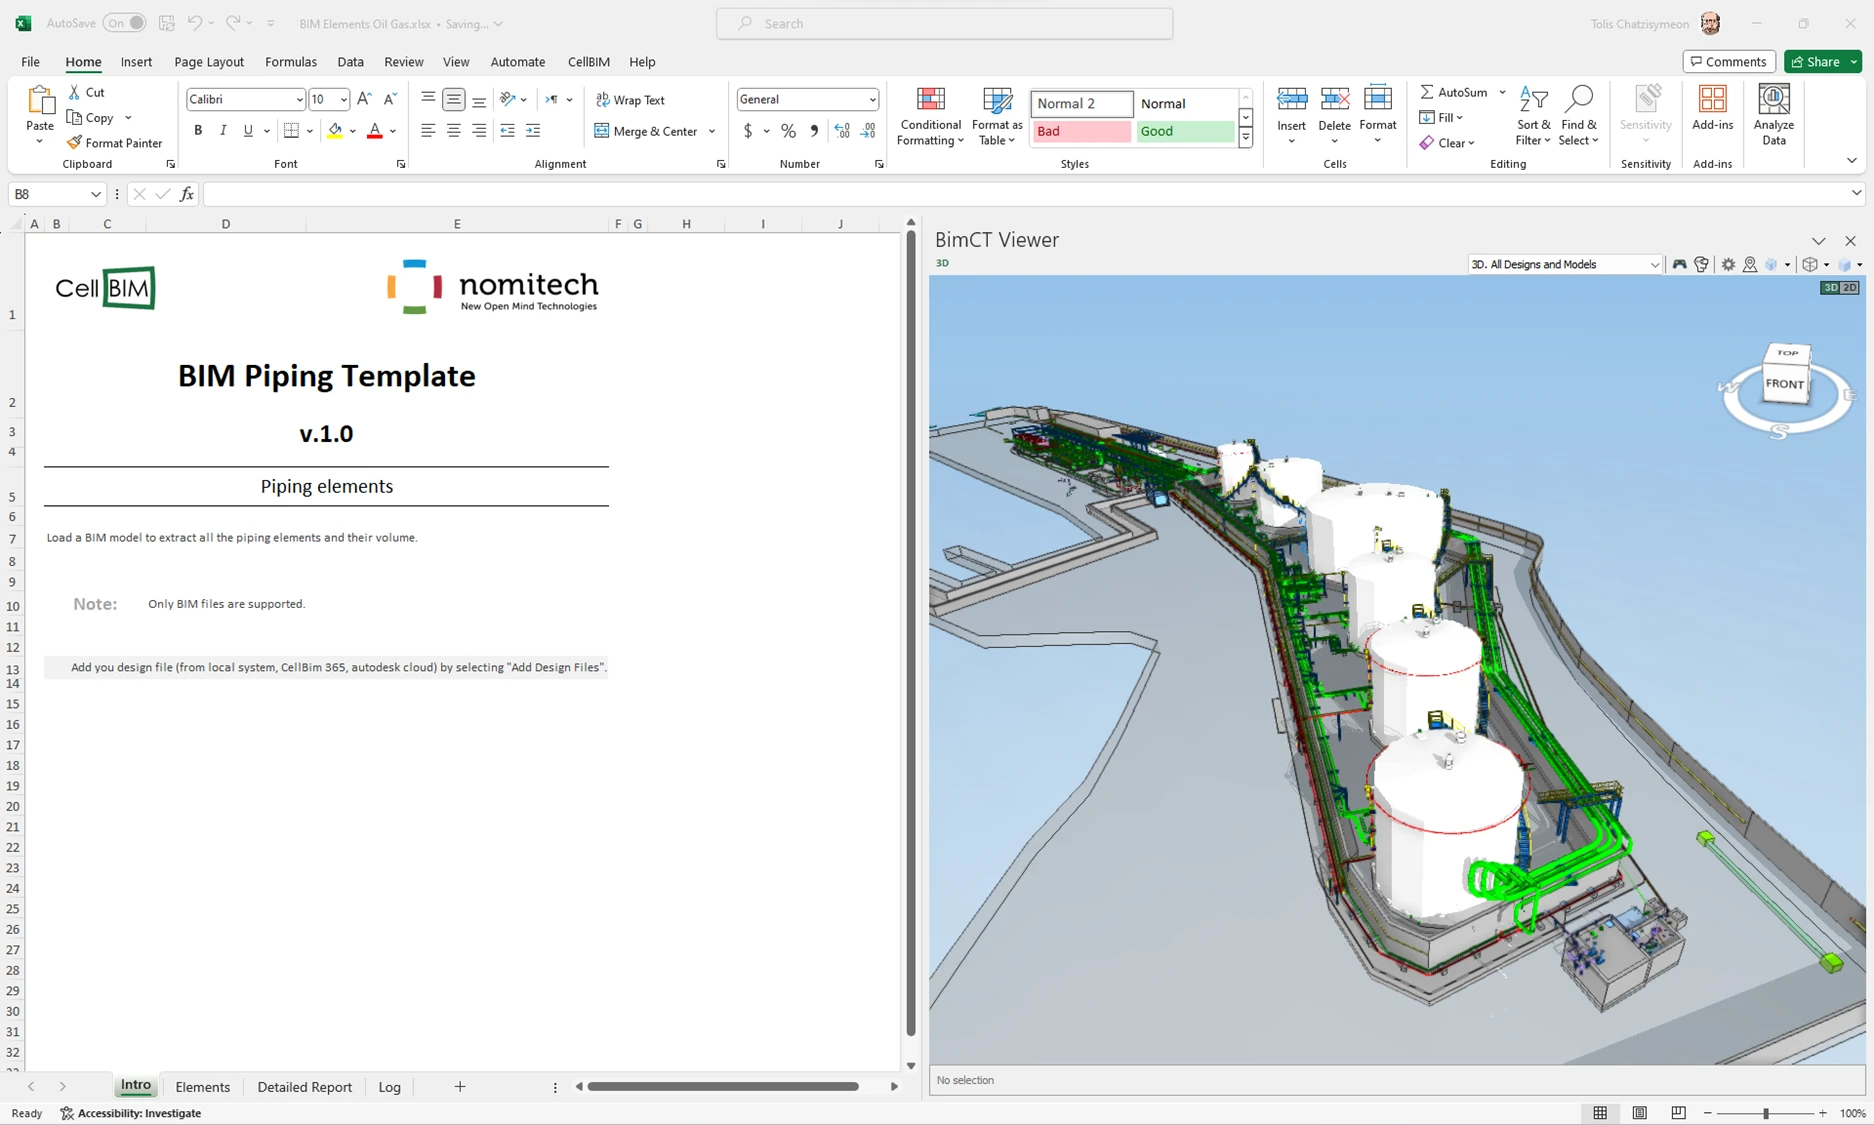 AutoSave On BIM Elements Oil Gas.xlsx • Saving... Search Tolis Chatzisymeon
File Home Insert Page Layout Formulas Data Review View Automate CellBIM Help Comments Share
Paste Cut Copy Format Painter Clipboard
Calibri 10 B I U A Font
Wrap Text Merge & Center Alignment
General $ % Number
Conditional Formatting Format as Table Normal 2 Normal Bad Good Styles
Insert Delete Format Cells
AutoSum Fill Clear Sort & Filter Find & Select Editing
Sensitivity Sensitivity
Add-ins Add-ins
Analyze Data
B8 fx
A B C D E F G H I J
BimCT Viewer
3D 3D. All Designs and Models
3D 2D
TOP
FRONT
W E
S
CellBIM
nomitech
New Open Mind Technologies
BIM Piping Template
v.1.0
Piping elements
Load a BIM model to extract all the piping elements and their volume.
Note: Only BIM files are supported.
Add you design file (from local system, CellBim 365, autodesk cloud) by selecting "Add Design Files".
1
2
3
4
5
6
7
8
9
10
11
12
13
14
15
16
17
18
19
20
21
22
23
24
25
26
27
28
29
30
31
32
No selection
Intro Elements Detailed Report Log
Ready Accessibility: Investigate 100%